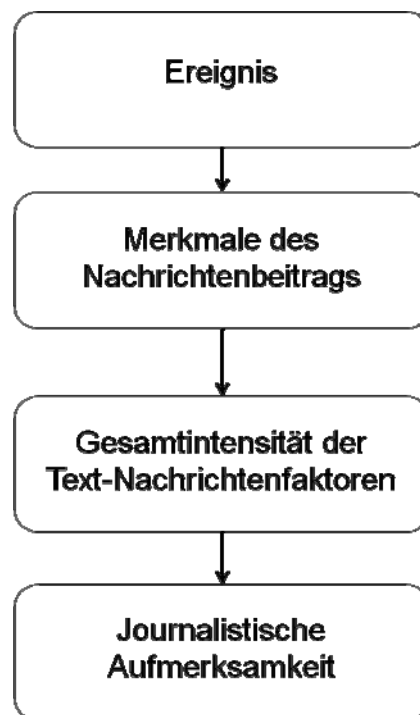 Ereignis
Merkmale des
Nachrichtenbeitrags
Gesamtintensität der
Text-Nachrichtenfaktoren
Journalistische
Aufmerksamkeit